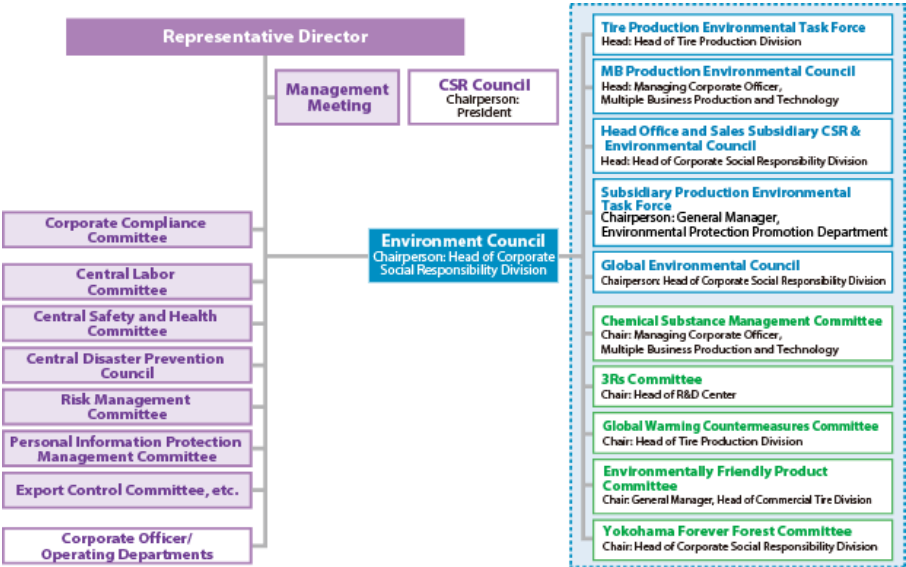 Representative Director
Management
Meeting
CSR Council
Chairperson:
President
Corporate Compliance
Committee
Central Labor
Committee
Central Safety and Health
Committee
Central Disaster Prevention
Council
Risk Management
Committee
Personal Information Protection
Management Committee
Export Control Committee, etc.
Corporate Officer/
Operating Departments
Environment Council
Chairperson: Head of Corporate
Social Responsibility Division
Tire Production Environmental Task Force
Head: Head of Tire Production Division
MB Production Environmental Council
Head: Managing Corporate Officer,
Multiple Business Production and Technology
Head Office and Sales Subsidiary CSR &
Environmental Council
Head: Head of Corporate Social Responsibility Division
Subsidiary Production Environmental
Task Force
Chairperson: General Manager,
Environmental Protection Promotion Department
Global Environmental Council
Chairperson: Head of Corporate Social Responsibility Division
Chemical Substance Management Committee
Chair: Managing Corporate Officer,
Multiple Business Production and Technology
3Rs Committee
Chair: Head of R&D Center
Global Warming Countermeasures Committee
Chair: Head of Tire Production Division
Environmentally Friendly Product
Committee
Chair: General Manager, Head of Commercial Tire Division
Yokohama Forever Forest Committee
Chair: Head of Corporate Social Responsibility Division